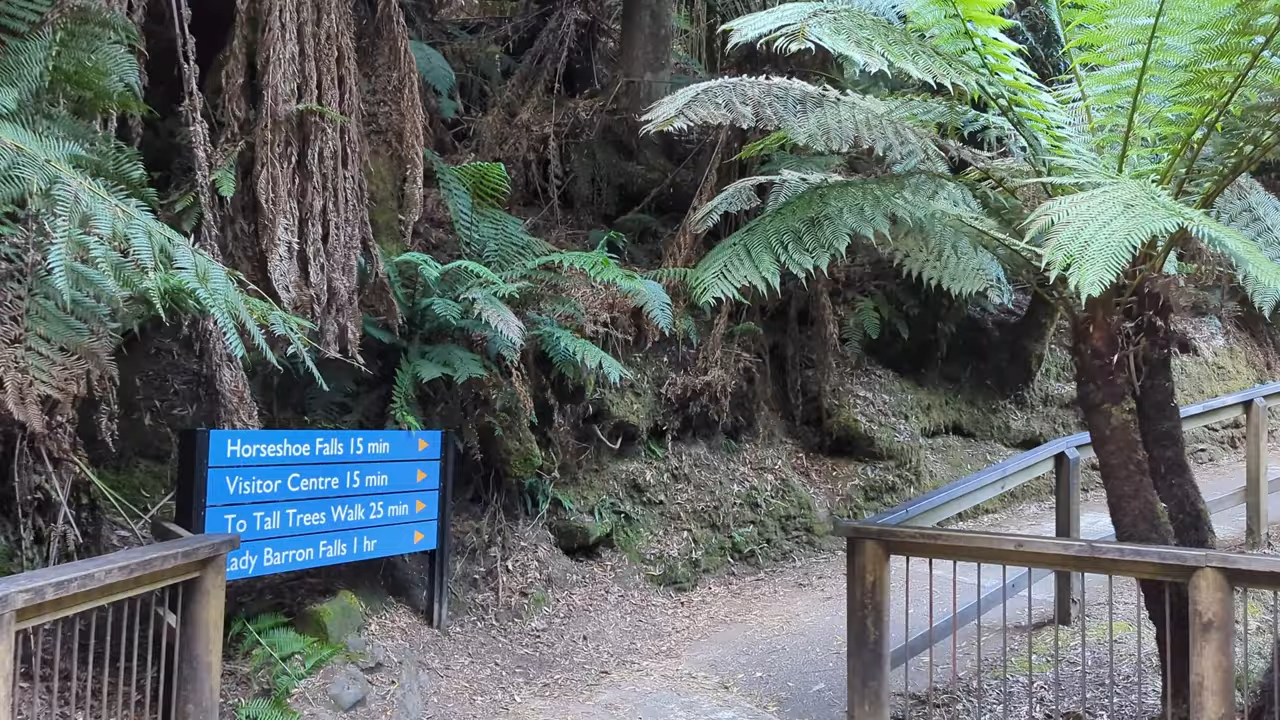 Horseshoe Falls 15 min
Visitor Centre 15 min
To Tall Trees Walk 25 min
Lady Barron Falls 1 hr